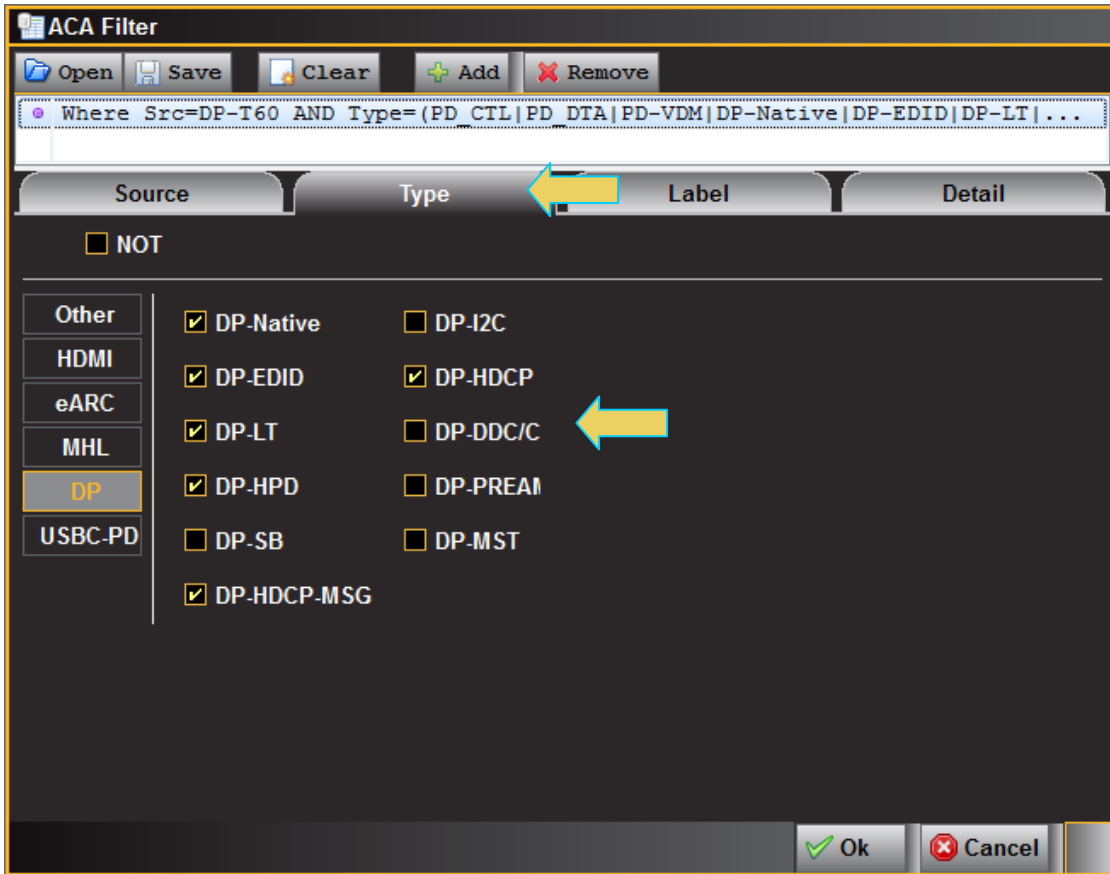 ACA Filter
Open Save Clear Add Remove
Where Src=DP-T60 AND Type=(PD_CTL|PD_DTA|PD-VDM|DP-Native|DP-EDID|DP-LT|...
Source Type Label Detail
NOT
Other
HDMI
eARC
MHL
DP
USBC-PD
DP-Native DP-I2C
DP-EDID DP-HDCP
DP-LT DP-DDC/C
DP-HPD DP-PREA
DP-SB DP-MST
DP-HDCP-MSG
Ok Cancel